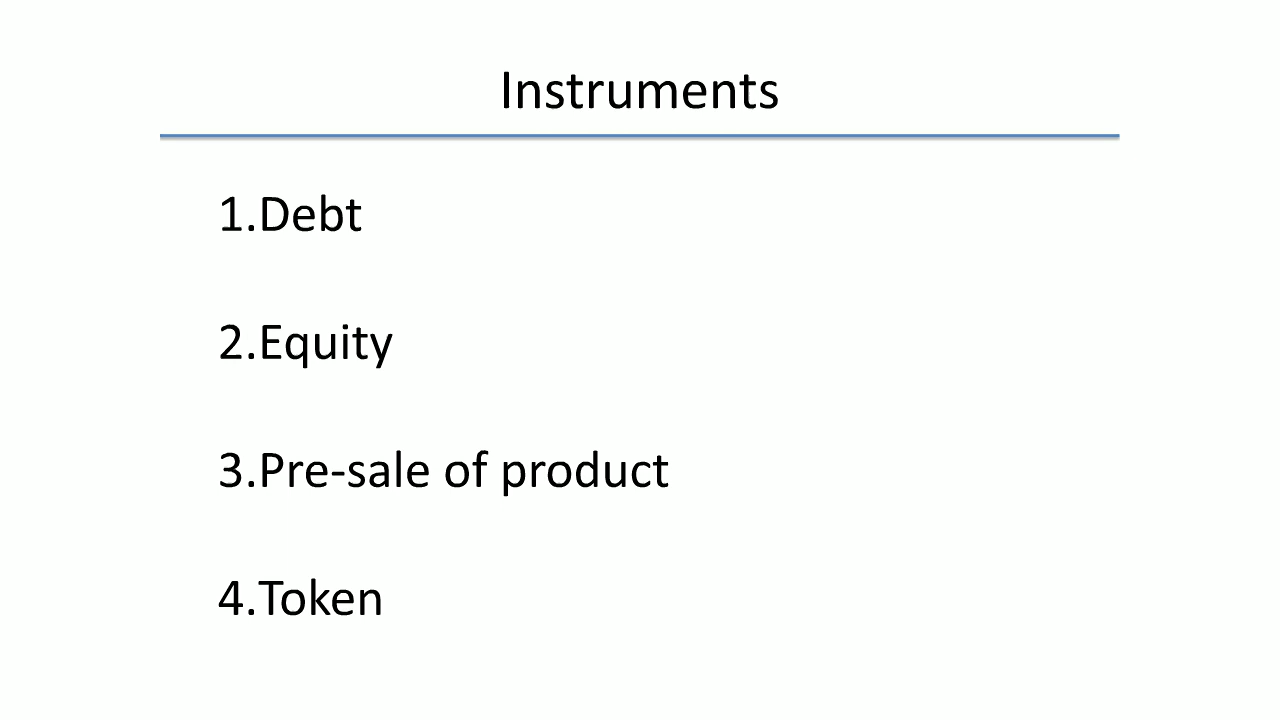 Instruments
1.Debt
2.Equity
3.Pre-sale of product
4.Token